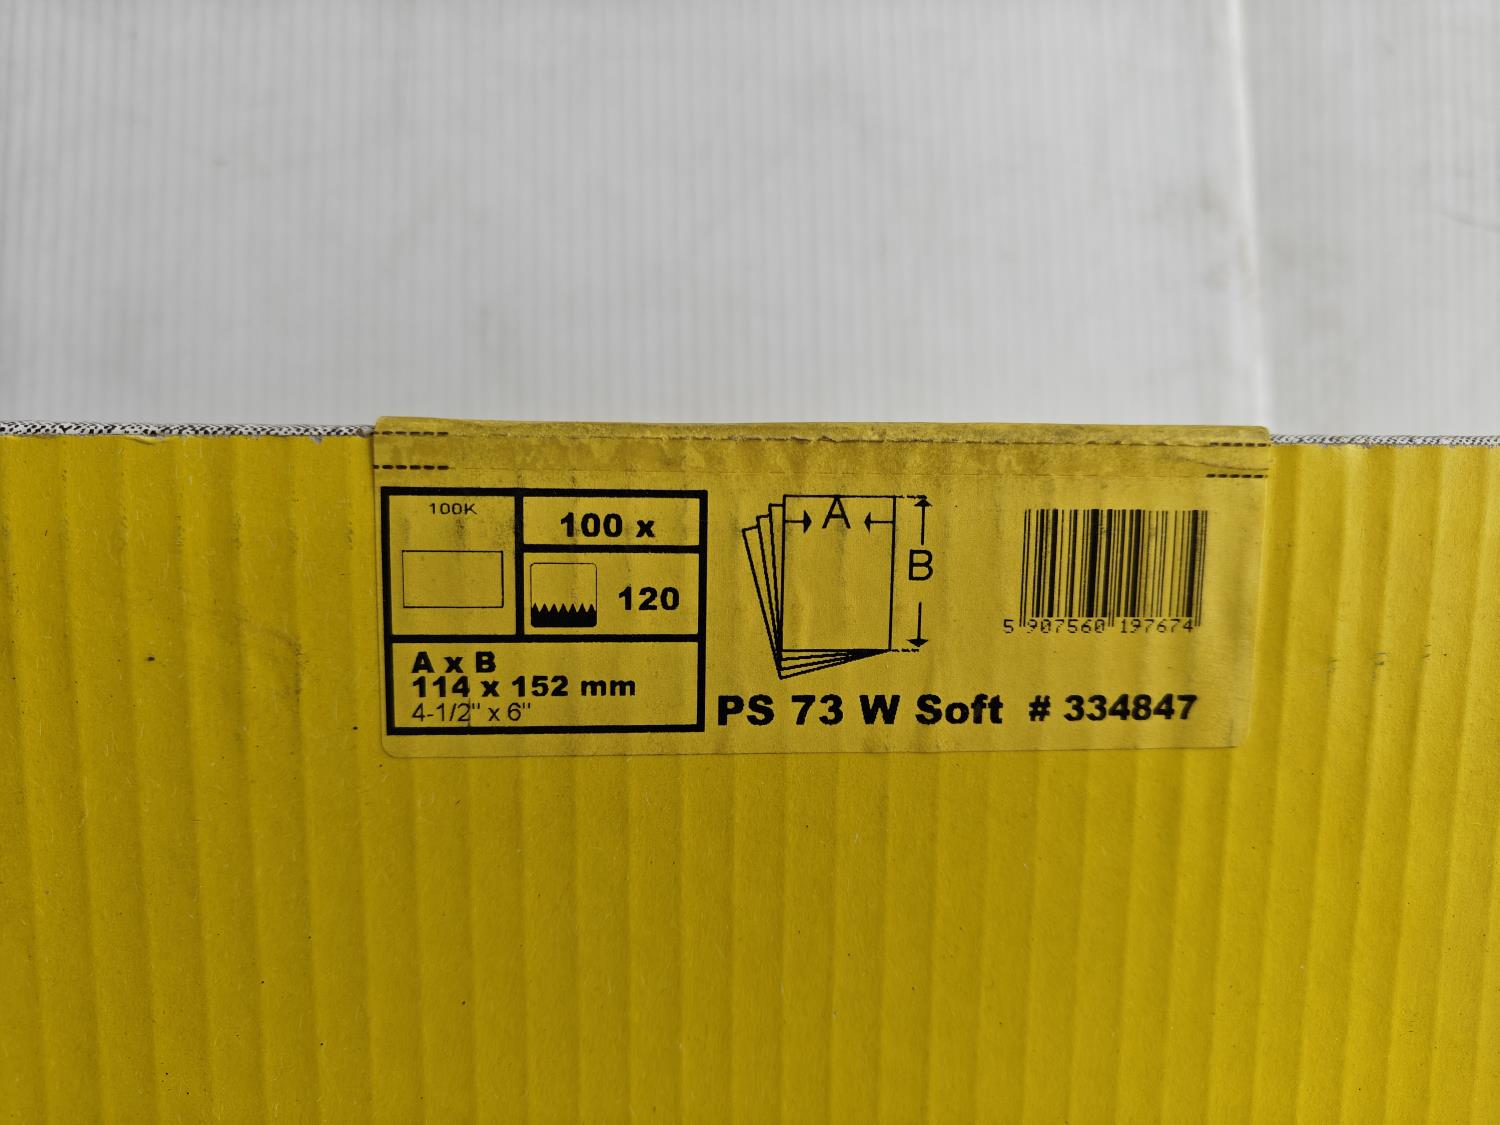 100K
100 x
120
A x B
114 x 152 mm
4-1/2" x 6"
A
B
5 907560 197674
PS 73 W Soft # 334847